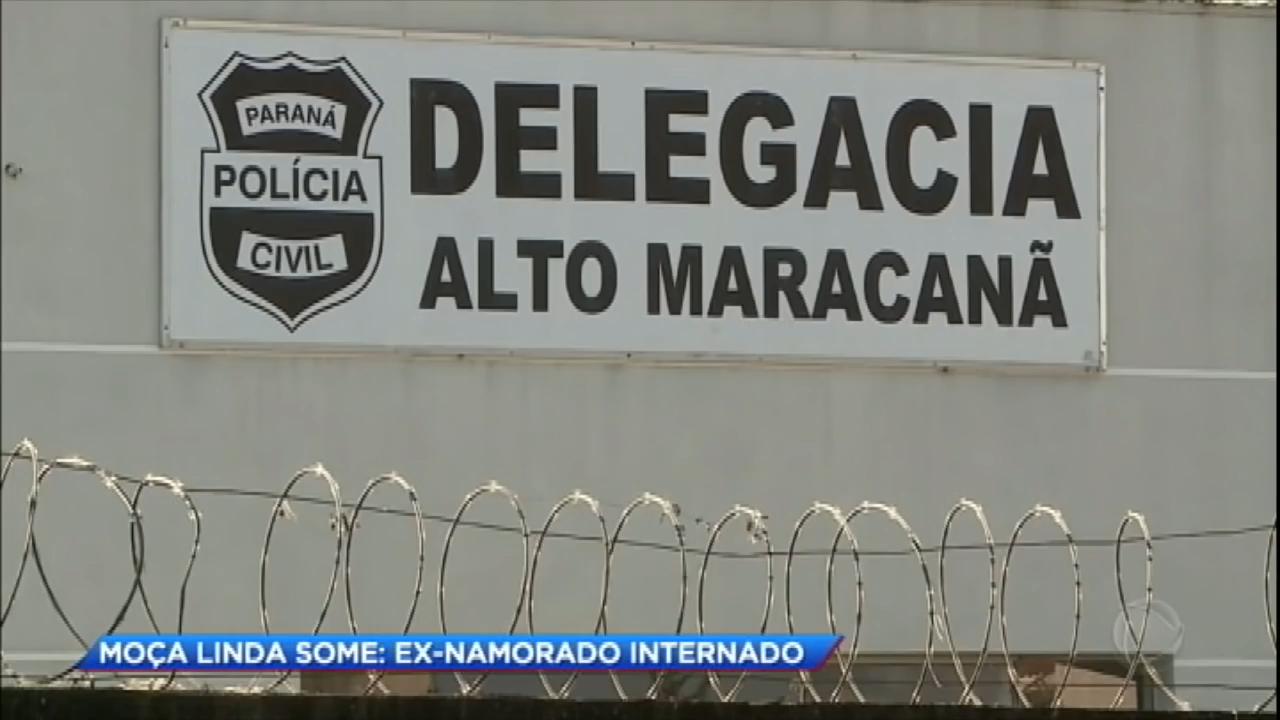 PARANÁ
POLÍCIA
CIVIL
DELEGACIA
ALTO MARACANÃ
MOÇA LINDA SOME: EX-NAMORADO INTERNADO